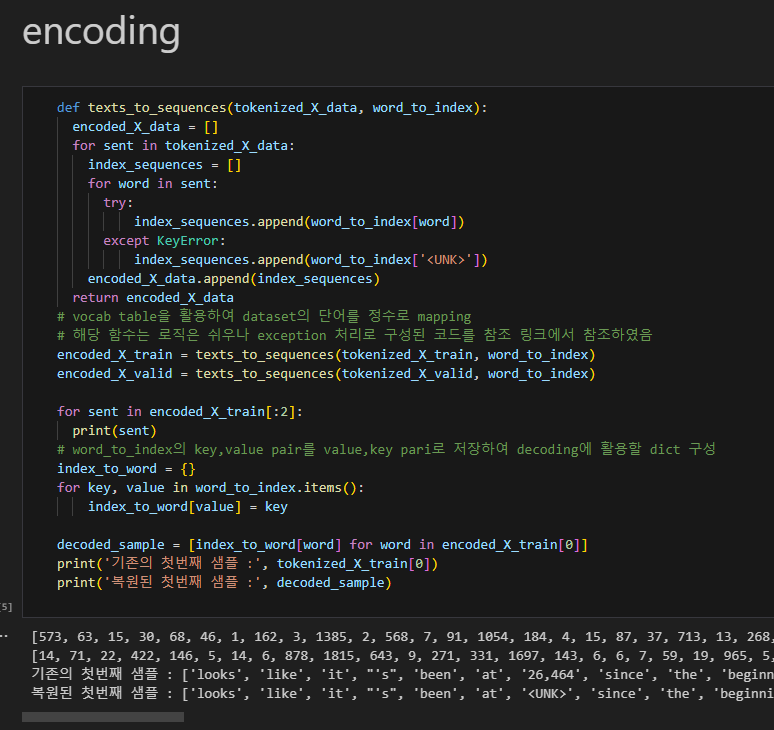 encoding
def texts_to_sequences(tokenized_X_data, word_to_index):
encoded_X_data = []
for sent in tokenized_X_data:
index_sequences = []
for word in sent:
try:
index_sequences.append(word_to_index[word])
except KeyError:
index_sequences.append(word_to_index['<UNK>'])
encoded_X_data.append(index_sequences)
return encoded_X_data
# vocab table을 활용하여 dataset의 단어를 정수로 mapping
# 해당 함수는 로직은 쉬우나 exception 처리로 구성된 코드를 참조 링크에서 참조하였음
encoded_X_train = texts_to_sequences(tokenized_X_train, word_to_index)
encoded_X_valid = texts_to_sequences(tokenized_X_valid, word_to_index)
for sent in encoded_X_train[:2]:
print(sent)
# word_to_index의 key,value pair를 value,key pari로 저장하여 decoding에 활용할 dict 구성
index_to_word = {}
for key, value in word_to_index.items():
index_to_word[value] = key
decoded_sample = [index_to_word[word] for word in encoded_X_train[0]]
print('기존의 첫번째 샘플 :', tokenized_X_train[0])
print('복원된 첫번째 샘플 :', decoded_sample)
5]
[573, 63, 15, 30, 68, 46, 1, 162, 3, 1385, 2, 568, 7, 91, 1054, 184, 4, 15, 87, 37, 713, 13, 268,
[14, 71, 22, 422, 146, 5, 14, 6, 878, 1815, 643, 9, 271, 331, 1697, 143, 6, 6, 7, 59, 19, 965, 5,
기존의 첫번째 샘플 : ['looks', 'like', 'it', "'s", 'been', 'at', '26,464', 'since', 'the', 'beginn
복원된 첫번째 샘플 : ['looks', 'like', 'it', "'s", 'been', 'at', '<UNK>', 'since', 'the', 'beginni